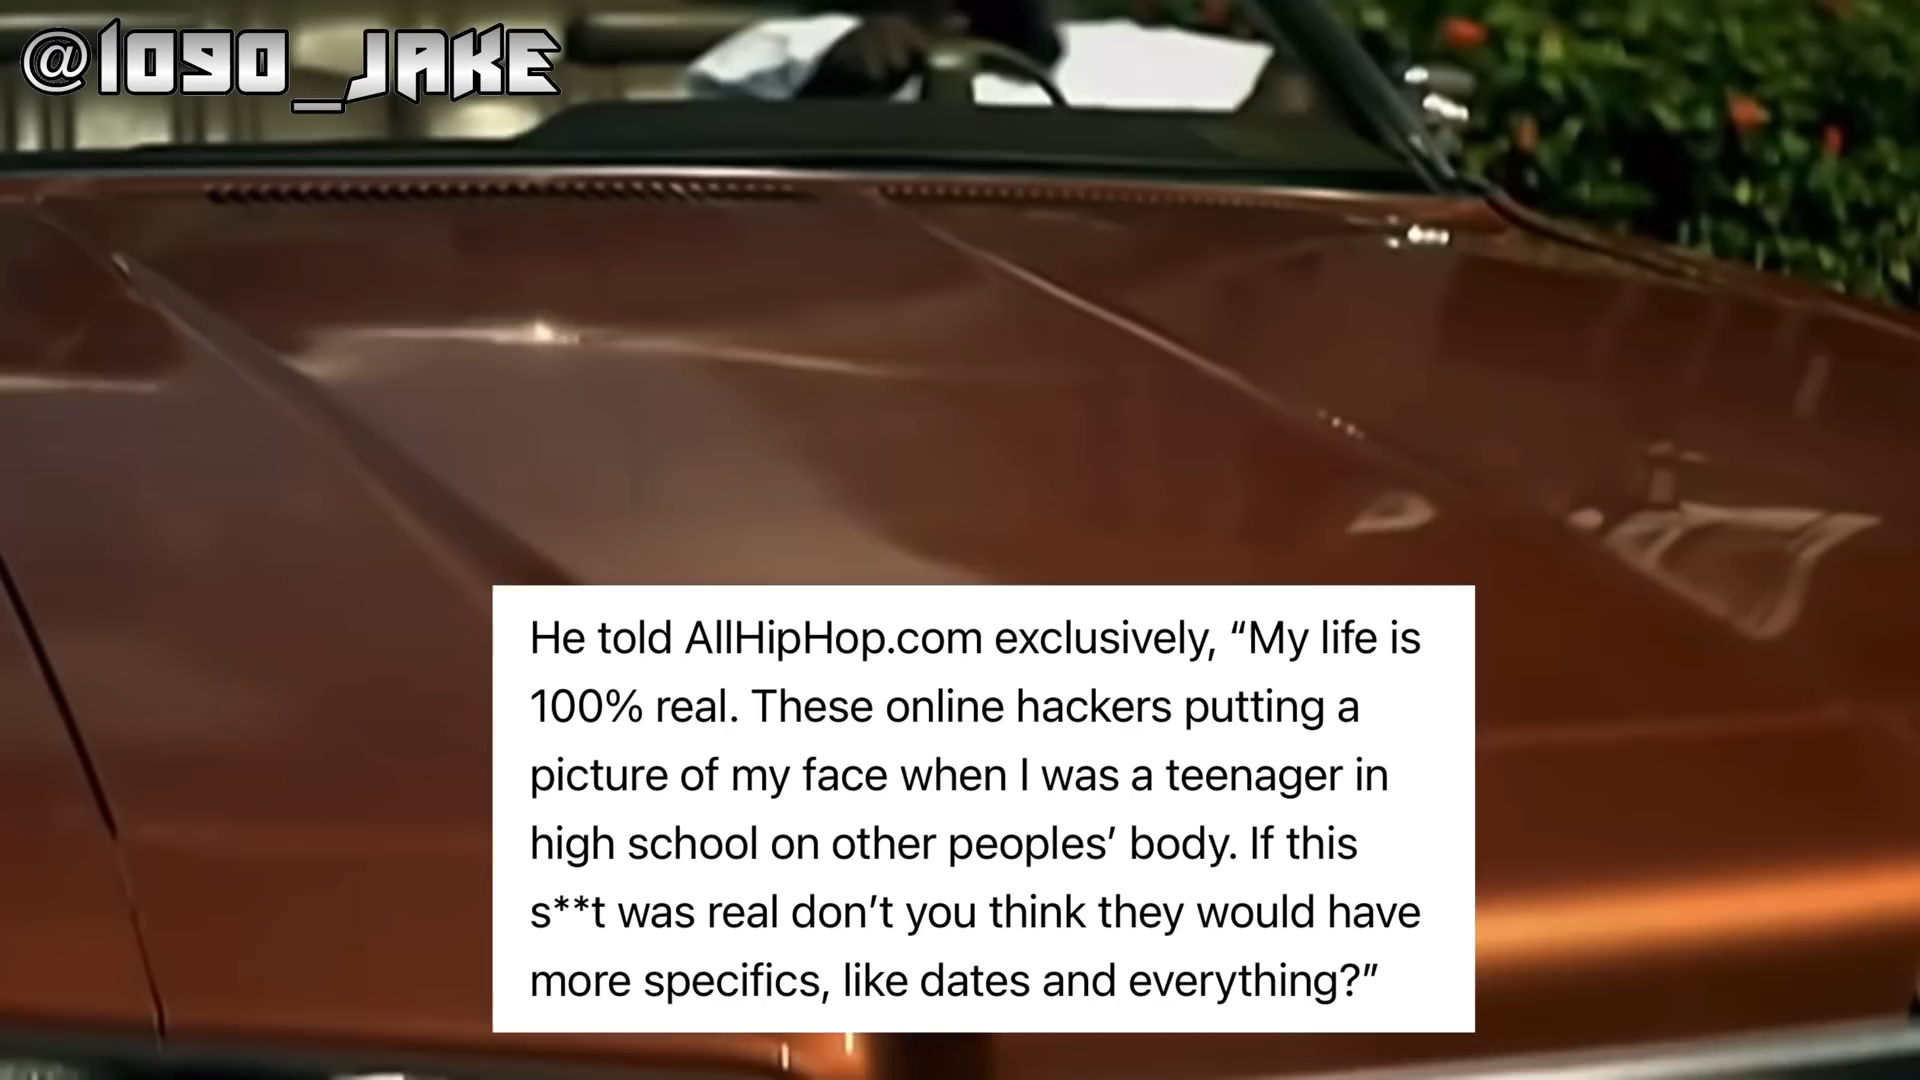 @1090_JAKE
He told AllHipHop.com exclusively, “My life is
100% real. These online hackers putting a
picture of my face when I was a teenager in
high school on other peoples’ body. If this
s**t was real don’t you think they would have
more specifics, like dates and everything?”